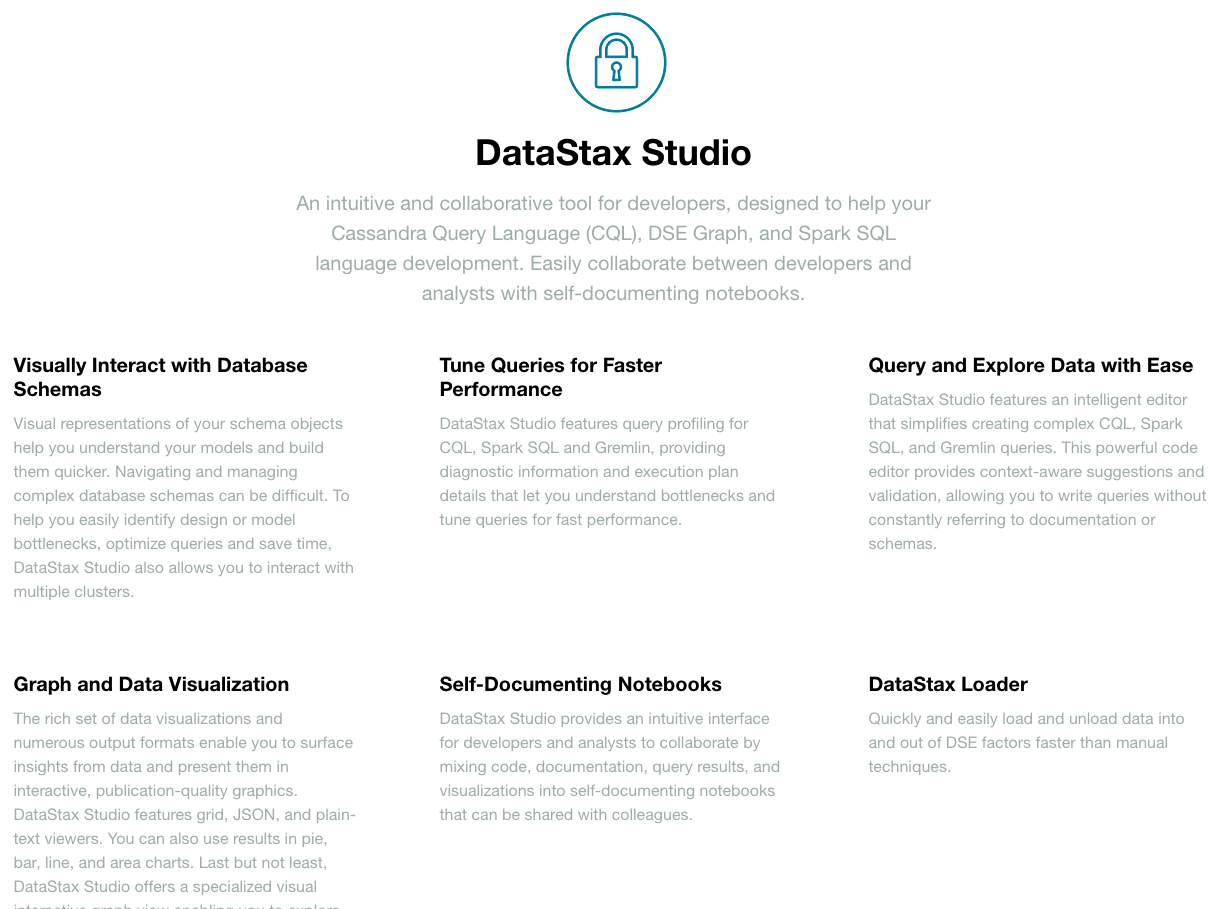 DataStax Studio
An intuitive and collaborative tool for developers, designed to help your
Cassandra Query Language (CQL), DSE Graph, and Spark SQL
language development. Easily collaborate between developers and
analysts with self-documenting notebooks.
Visually Interact with Database
Schemas
Visual representations of your schema objects
help you understand your models and build
them quicker. Navigating and managing
complex database schemas can be difficult. To
help you easily identify design or model
bottlenecks, optimize queries and save time,
DataStax Studio also allows you to interact with
multiple clusters.
Tune Queries for Faster
Performance
DataStax Studio features query profiling for
CQL, Spark SQL and Gremlin, providing
diagnostic information and execution plan
details that let you understand bottlenecks and
tune queries for fast performance.
Query and Explore Data with Ease
DataStax Studio features an intelligent editor
that simplifies creating complex CQL, Spark
SQL, and Gremlin queries. This powerful code
editor provides context-aware suggestions and
validation, allowing you to write queries without
constantly referring to documentation or
schemas.
Graph and Data Visualization
The rich set of data visualizations and
numerous output formats enable you to surface
insights from data and present them in
interactive, publication-quality graphics.
DataStax Studio features grid, JSON, and plain-
text viewers. You can also use results in pie,
bar, line, and area charts. Last but not least,
DataStax Studio offers a specialized visual
interactive graph view enabling you to explore
Self-Documenting Notebooks
DataStax Studio provides an intuitive interface
for developers and analysts to collaborate by
mixing code, documentation, query results, and
visualizations into self-documenting notebooks
that can be shared with colleagues.
DataStax Loader
Quickly and easily load and unload data into
and out of DSE factors faster than manual
techniques.